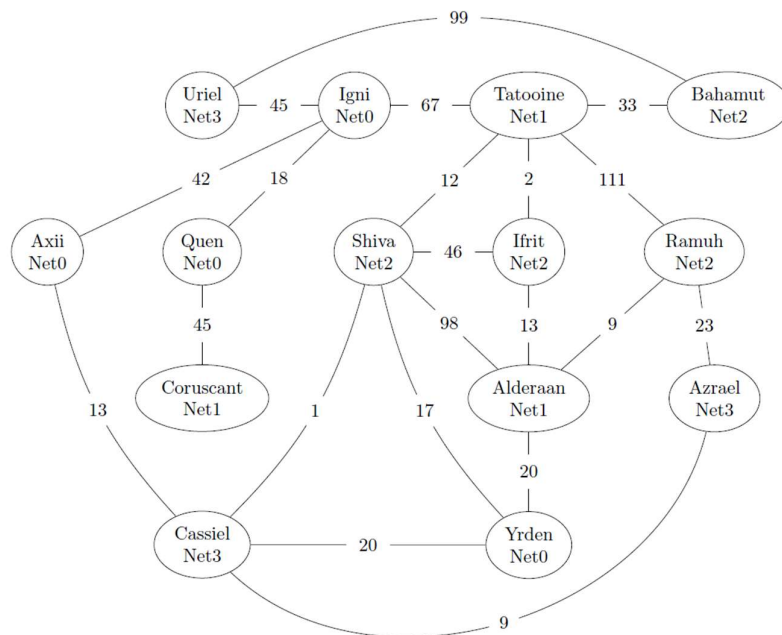 99
Uriel
Net3
45
Igni
Net0
67
Tatooine
Net1
33
Bahamut
Net2
42
18
12
2
111
Axii
Net0
Quen
Net0
Shiva
Net2
46
Ifrit
Net2
Ramuh
Net2
45
98
13
9
23
Coruscant
Net1
Alderaan
Net1
Azrael
Net3
13
1
17
20
Cassiel
Net3
20
Yrden
Net0
9